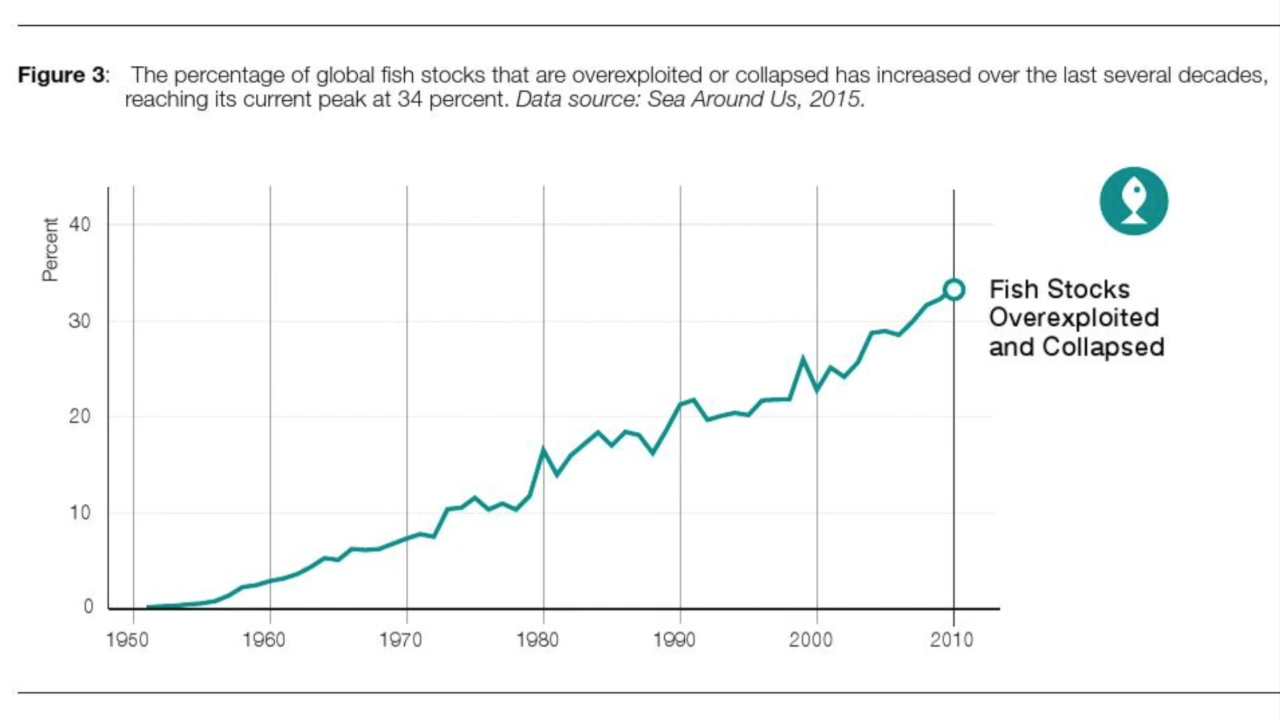 Figure 3: The percentage of global fish stocks that are overexploited or collapsed has increased over the last several decades,
reaching its current peak at 34 percent. Data source: Sea Around Us, 2015.
Percent
40
30
20
10
0
1950 1960 1970 1980 1990 2000 2010
Fish Stocks
Overexploited
and Collapsed